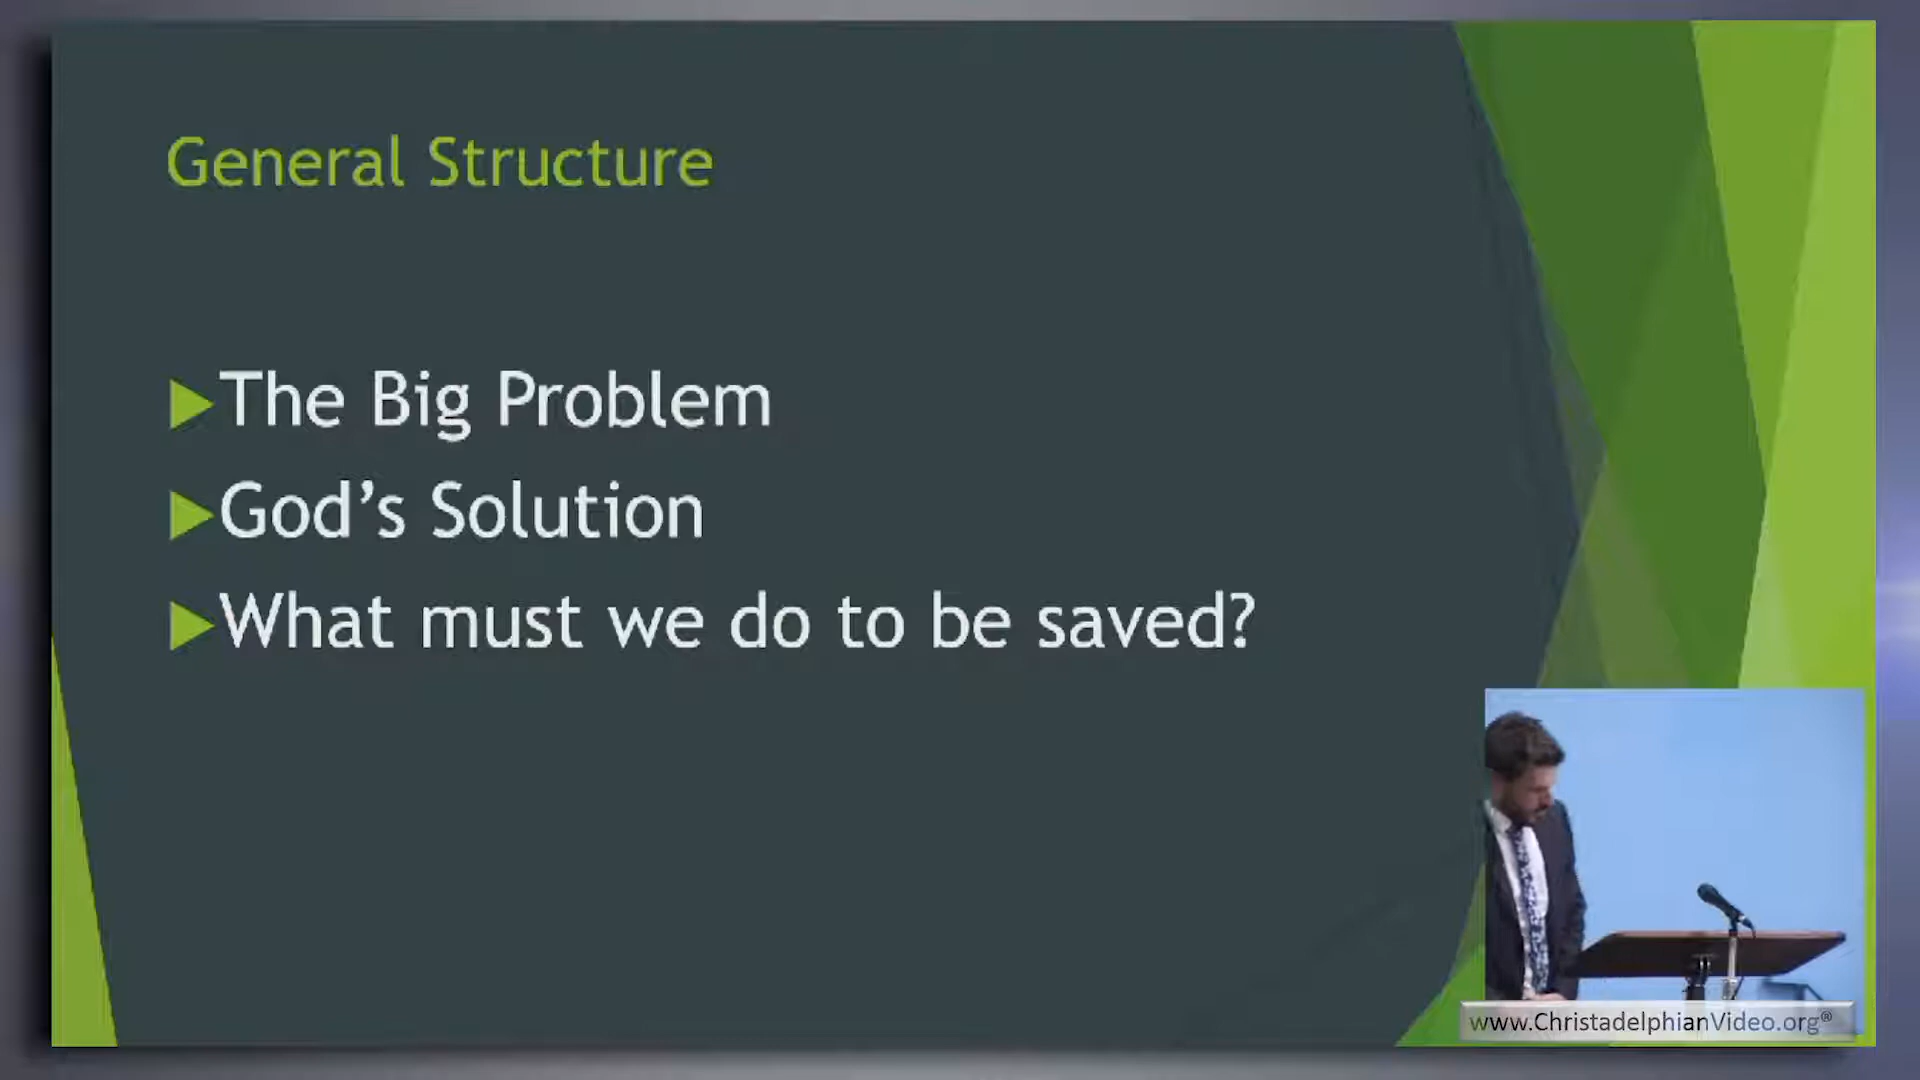 General Structure
The Big Problem
God’s Solution
What must we do to be saved?
www.ChristadelphianVideo.org®